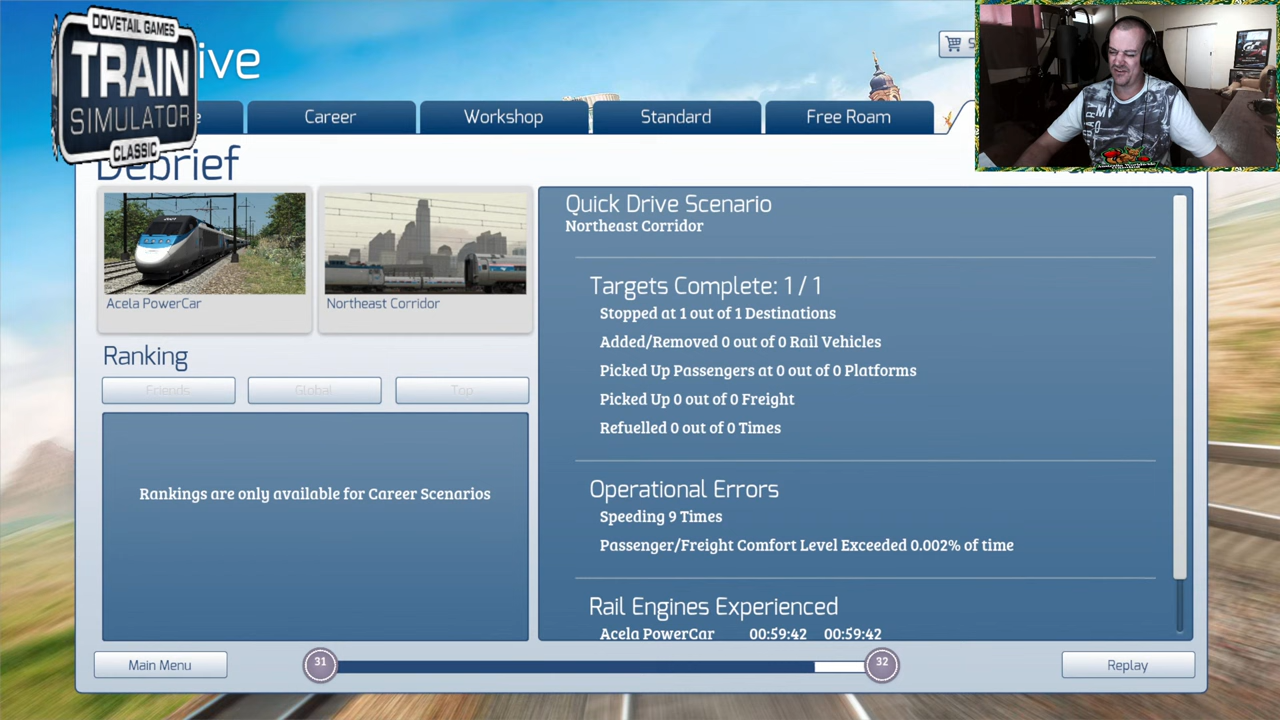 DOVETAIL GAMES
TRAIN
SIMULATOR
CLASSIC
ive
e
Career
Workshop
Standard
Free Roam
Debrief
Acela PowerCar
Northeast Corridor
Ranking
Friends
Global
Top
Rankings are only available for Career Scenarios
Quick Drive Scenario
Northeast Corridor
Targets Complete: 1 / 1
Stopped at 1 out of 1 Destinations
Added/Removed 0 out of 0 Rail Vehicles
Picked Up Passengers at 0 out of 0 Platforms
Picked Up 0 out of 0 Freight
Refuelled 0 out of 0 Times
Operational Errors
Speeding 9 Times
Passenger/Freight Comfort Level Exceeded 0.002% of time
Rail Engines Experienced
Acela PowerCar 00:59:42 00:59:42
Main Menu
31
32
Replay